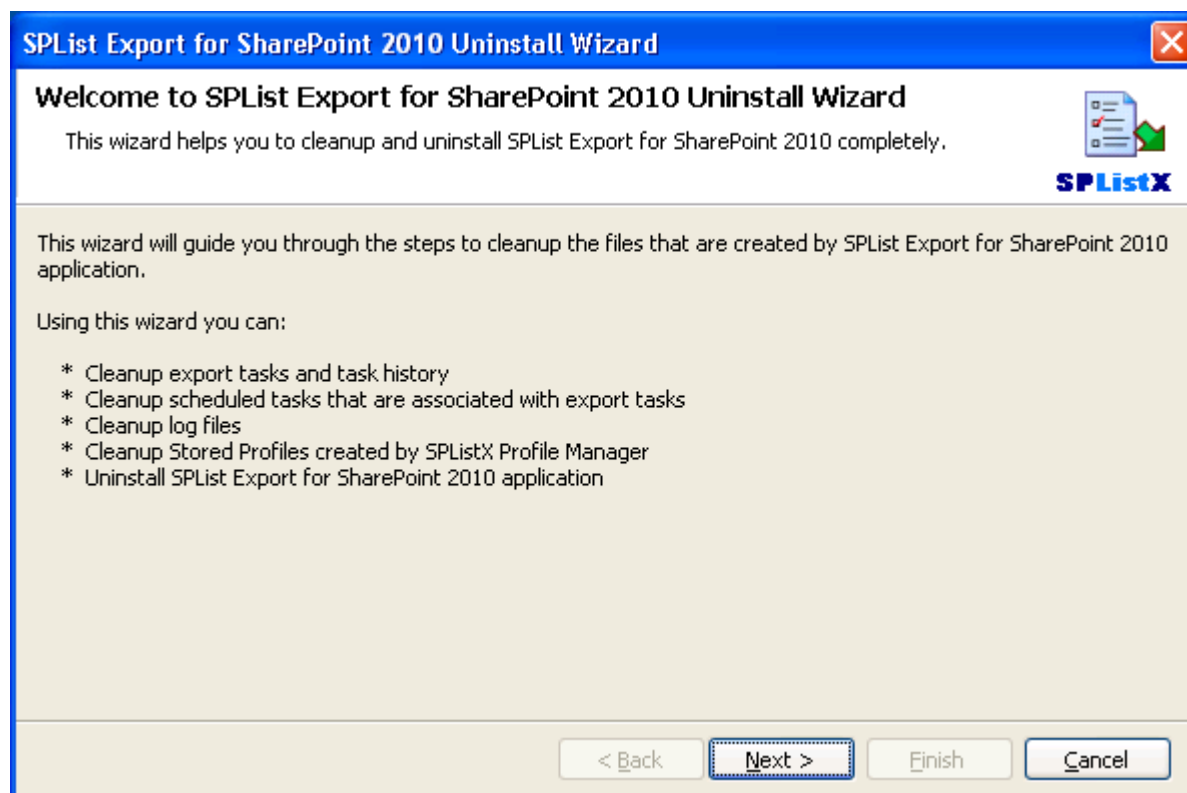 SPList Export for SharePoint 2010 Uninstall Wizard
Welcome to SPList Export for SharePoint 2010 Uninstall Wizard
This wizard helps you to cleanup and uninstall SPList Export for SharePoint 2010 completely.
SPListX
This wizard will guide you through the steps to cleanup the files that are created by SPList Export for SharePoint 2010
application.
Using this wizard you can:
* Cleanup export tasks and task history
* Cleanup scheduled tasks that are associated with export tasks
* Cleanup log files
* Cleanup Stored Profiles created by SPListX Profile Manager
* Uninstall SPList Export for SharePoint 2010 application
< Back Next > Finish Cancel